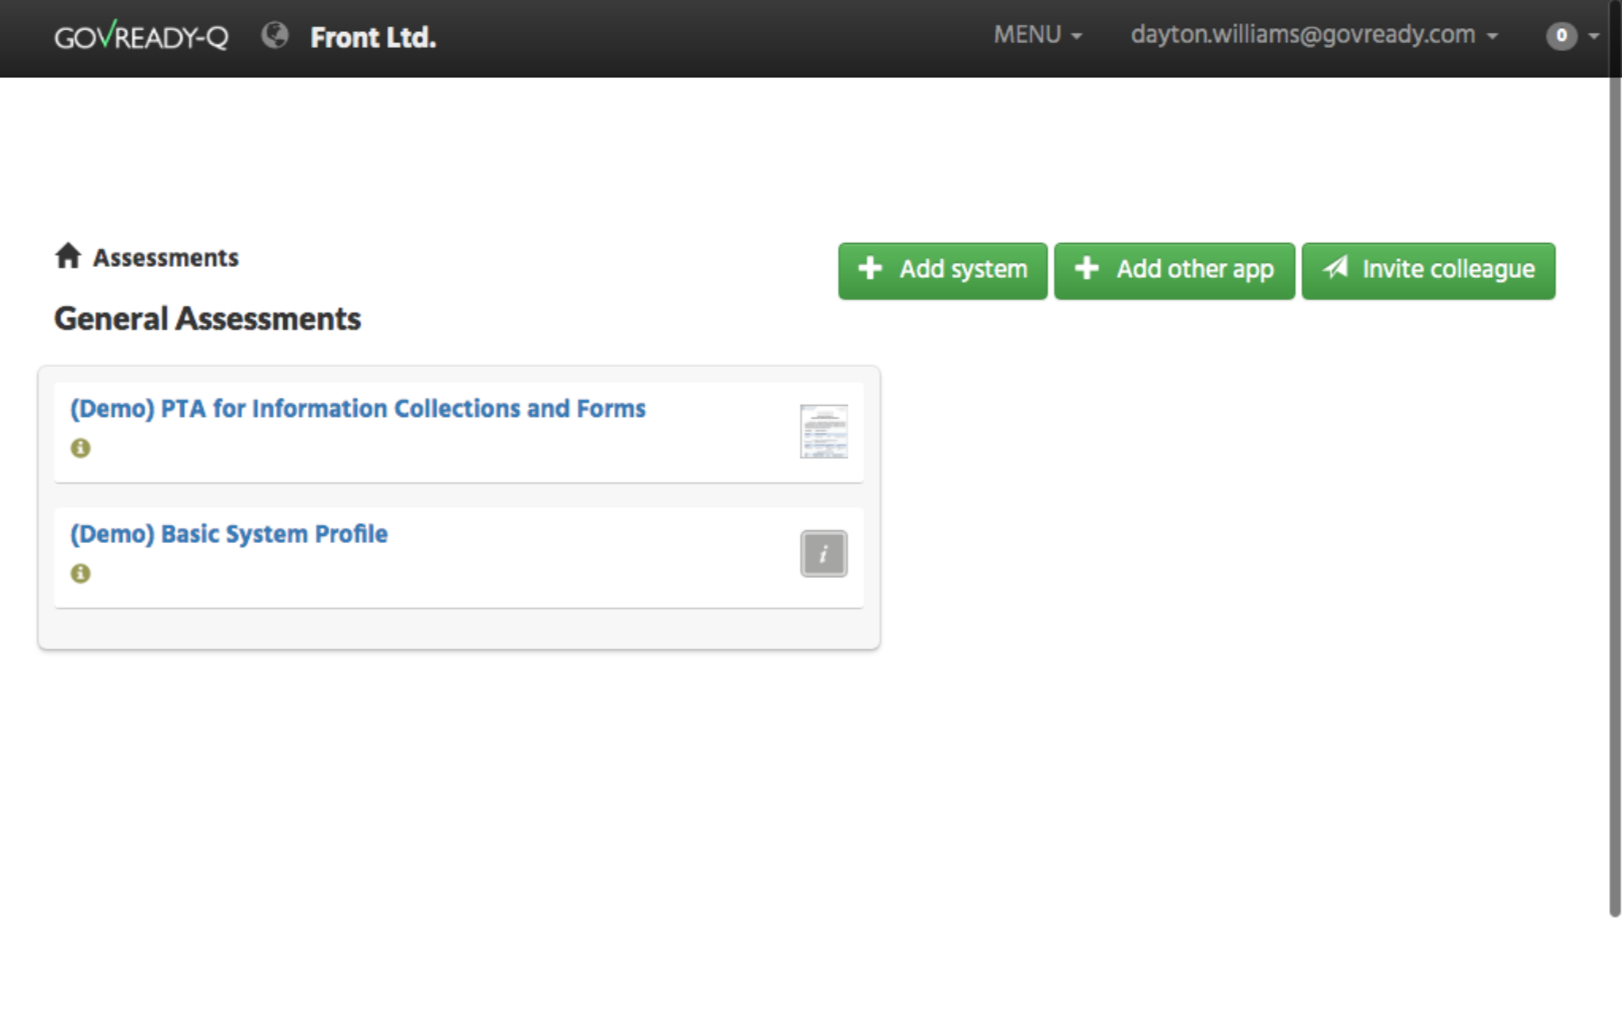 GOVREADY-Q Front Ltd. MENU dayton.williams@govready.com 0
Assessments
Add system
Add other app
Invite colleague
General Assessments
(Demo) PTA for Information Collections and Forms
(Demo) Basic System Profile